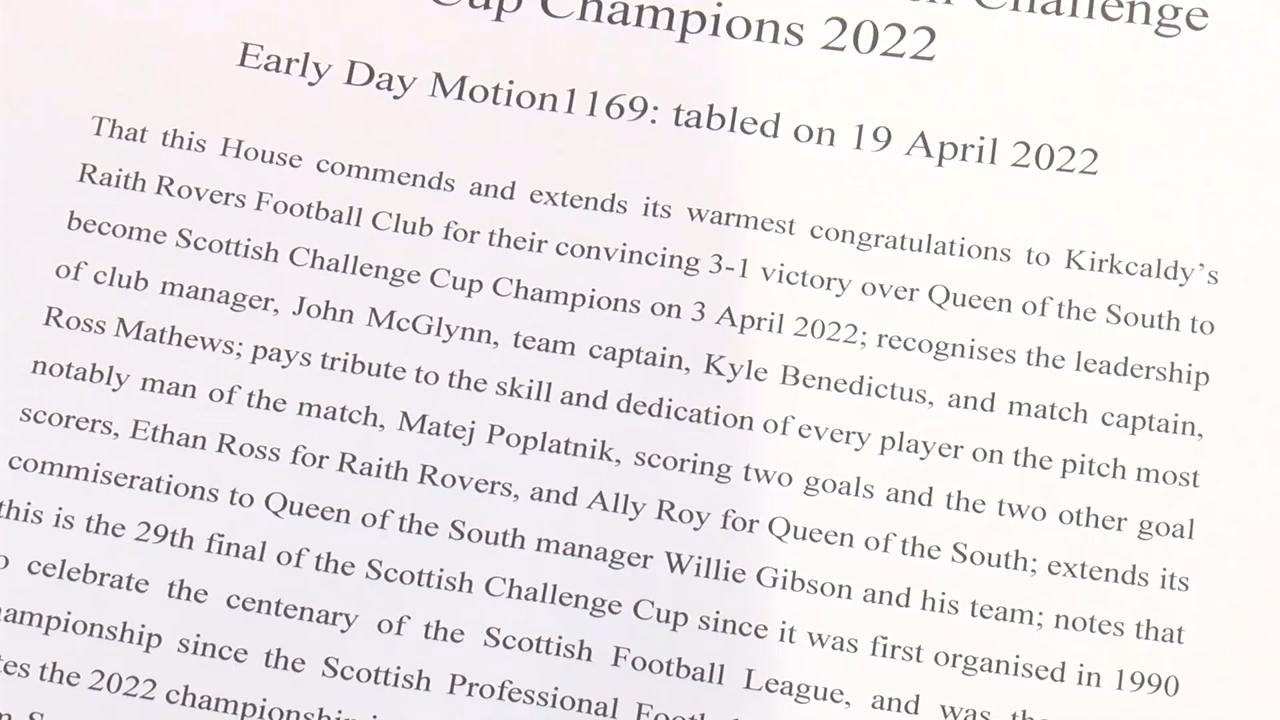 Challenge
Cup Champions 2022
Early Day Motion1169: tabled on 19 April 2022
That this House commends and extends its warmest congratulations to Kirkcaldy's
Raith Rovers Football Club for their convincing 3-1 victory over Queen of the South to
become Scottish Challenge Cup Champions on 3 April 2022; recognises the leadership
of club manager, John McGlynn, team captain, Kyle Benedictus, and match captain,
Ross Mathews; pays tribute to the skill and dedication of every player on the pitch most
notably man of the match, Matej Poplatnik, scoring two goals and the two other goal
scorers, Ethan Ross for Raith Rovers, and Ally Roy for Queen of the South; extends its
commiserations to Queen of the South manager Willie Gibson and his team; notes that
this is the 29th final of the Scottish Challenge Cup since it was first organised in 1990
celebrate the centenary of the Scottish Football League, and was
championship since the Scottish Professional
the 2022 championship